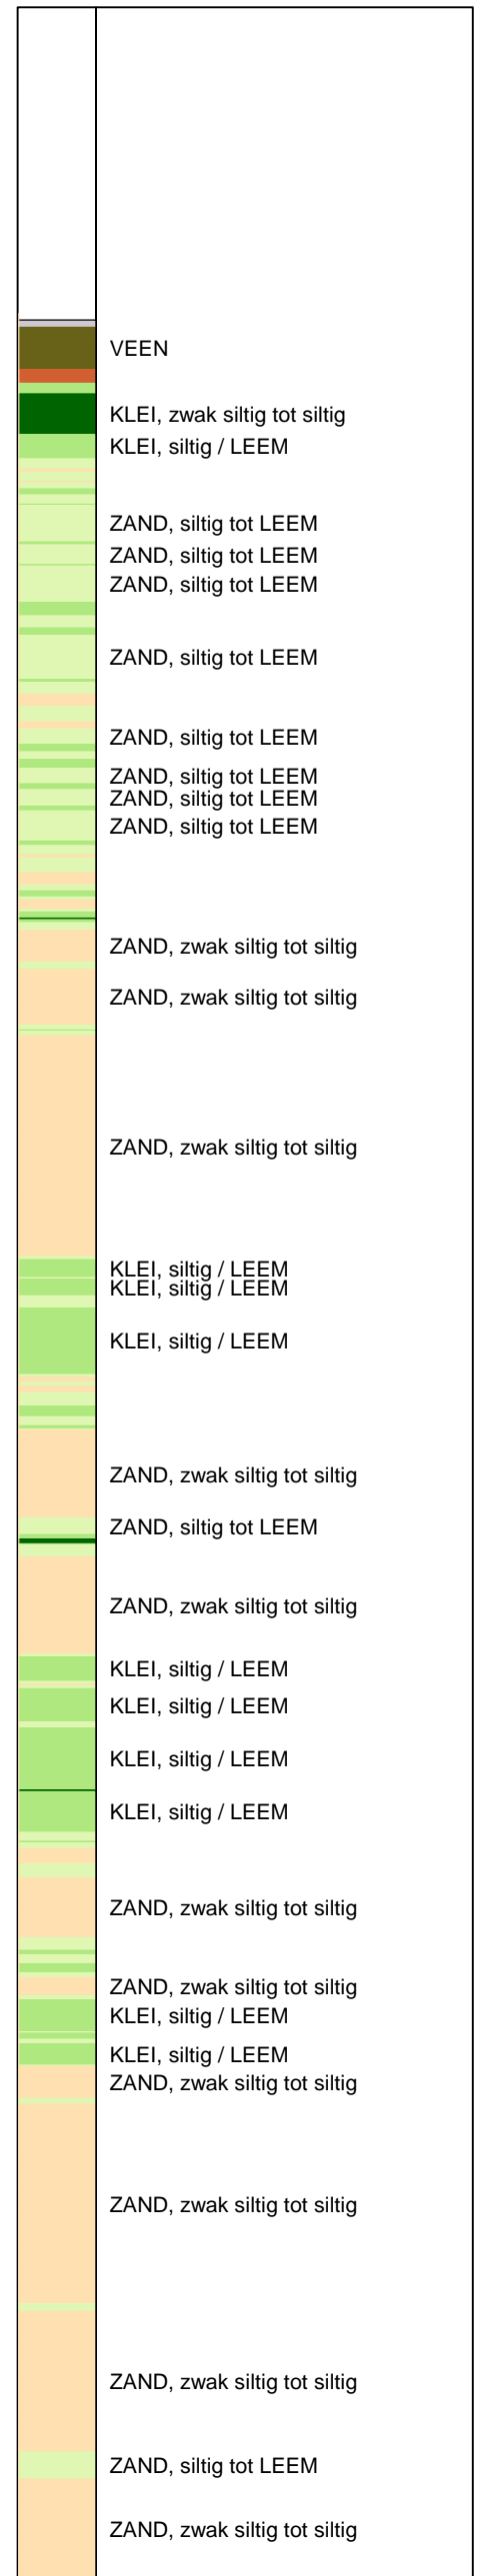 VEEN
KLEI, zwak siltig tot siltig
KLEI, siltig / LEEM
ZAND, siltig tot LEEM
ZAND, siltig tot LEEM
ZAND, siltig tot LEEM
ZAND, siltig tot LEEM
ZAND, siltig tot LEEM
ZAND, siltig tot LEEM
ZAND, siltig tot LEEM
ZAND, siltig tot LEEM
ZAND, zwak siltig tot siltig
ZAND, zwak siltig tot siltig
ZAND, zwak siltig tot siltig
KLEI, siltig / LEEM
KLEI, siltig / LEEM
KLEI, siltig / LEEM
ZAND, zwak siltig tot siltig
ZAND, siltig tot LEEM
ZAND, zwak siltig tot siltig
KLEI, siltig / LEEM
KLEI, siltig / LEEM
KLEI, siltig / LEEM
KLEI, siltig / LEEM
ZAND, zwak siltig tot siltig
ZAND, zwak siltig tot siltig
KLEI, siltig / LEEM
KLEI, siltig / LEEM
ZAND, zwak siltig tot siltig
ZAND, zwak siltig tot siltig
ZAND, zwak siltig tot siltig
ZAND, siltig tot LEEM
ZAND, zwak siltig tot siltig